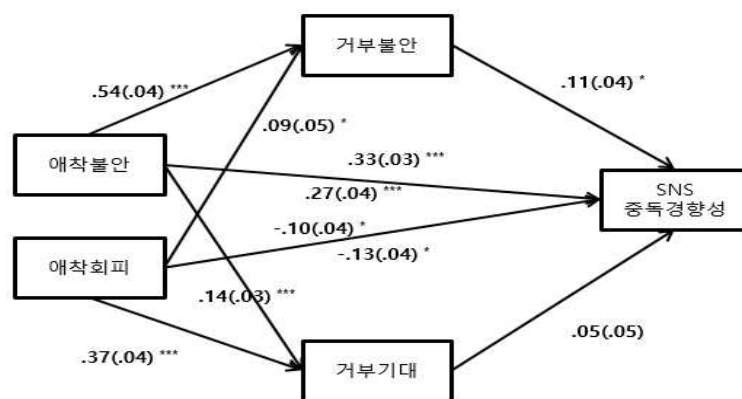 거부불안
.54(.04) ***
.11(.04) *
.09(.05) *
애착불안
.33(.03) ***
.27(.04) ***
SNS
중독경향성
-.10(.04) *
-.13(.04) *
애착회피
.14(.03) ***
.37(.04) ***
.05(.05)
거부기대